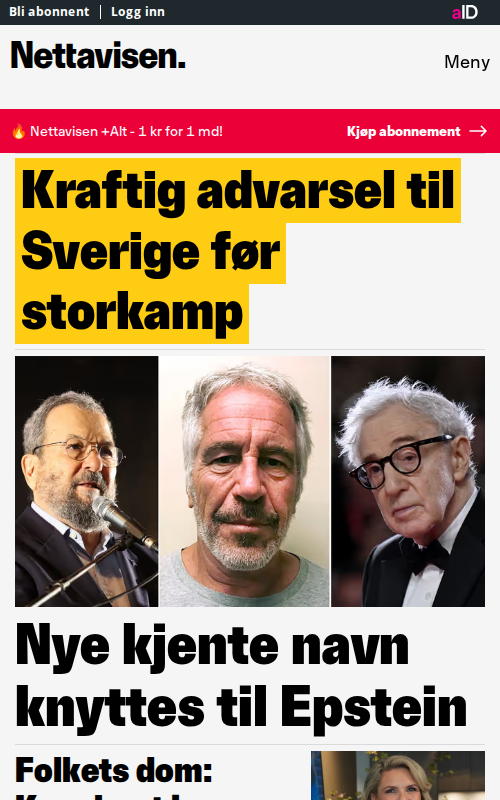 Bli abonnent | Logg inn
aID
Nettavisen.
Meny
🔥 Nettavisen +Alt - 1 kr for 1 md!
Kjøp abonnement →
Kraftig advarsel til
Sverige før
storkamp
Nye kjente navn
knyttes til Epstein
Folkets dom: